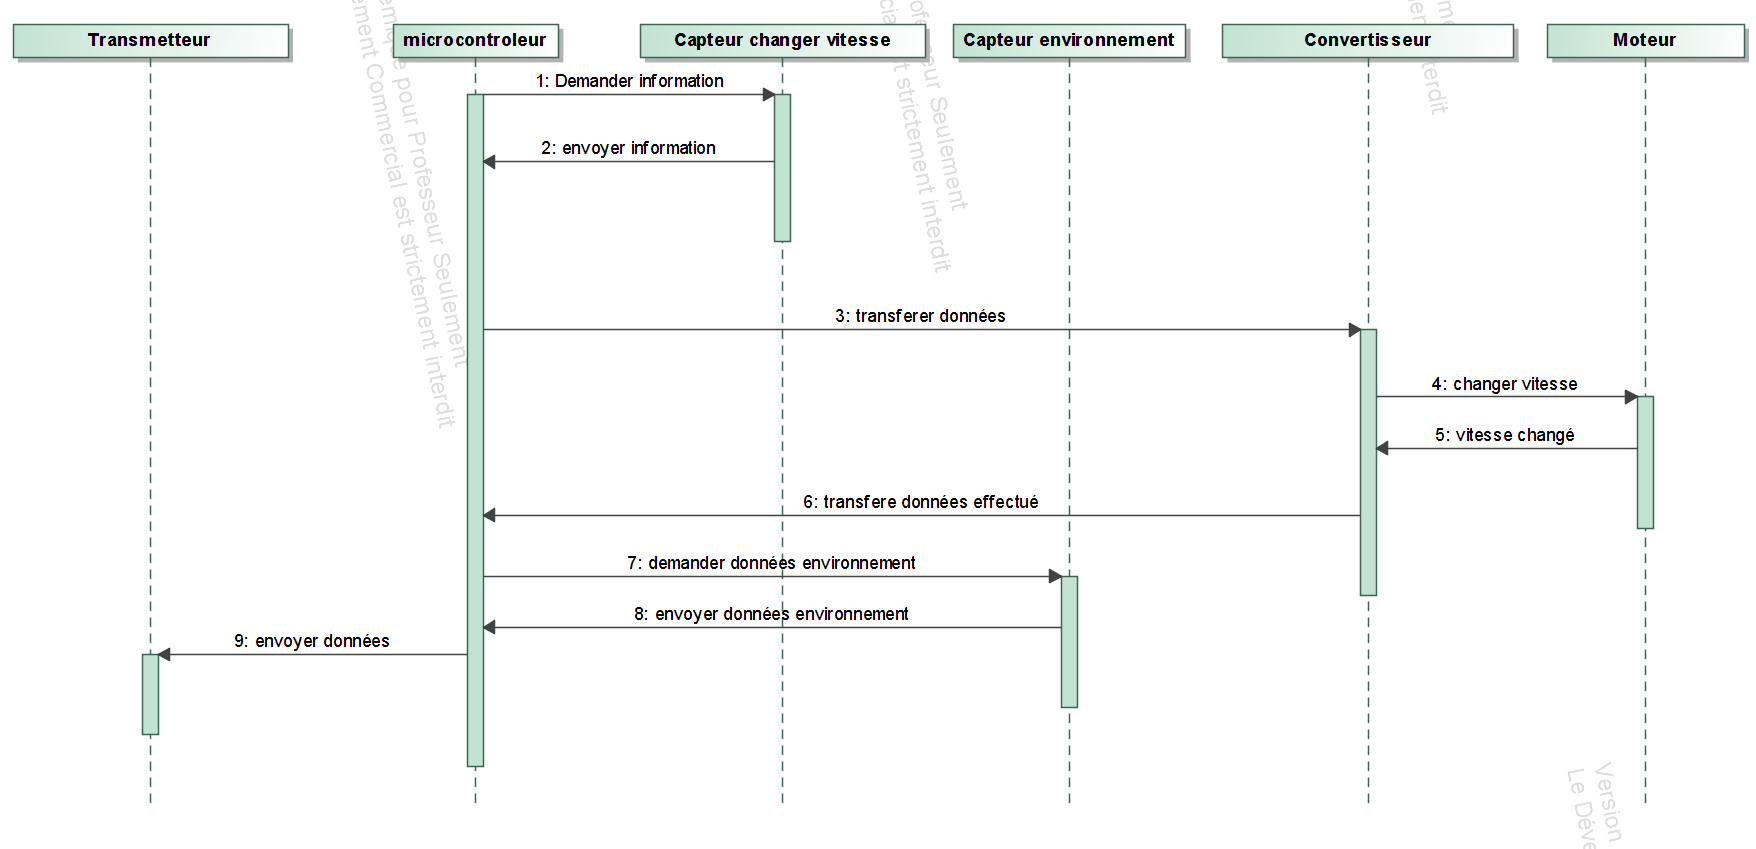 Transmetteur
microcontroleur
Capteur changer vitesse
Capteur environnement
Convertisseur
Moteur
1: Demander information
2: envoyer information
3: transferer données
4: changer vitesse
5: vitesse changé
6: transfere données effectué
7: demander données environnement
8: envoyer données environnement
9: envoyer données
pour Professeur Seulement
Commercial est strictement interdit
Seulement
est strictement interdit
Version
Le